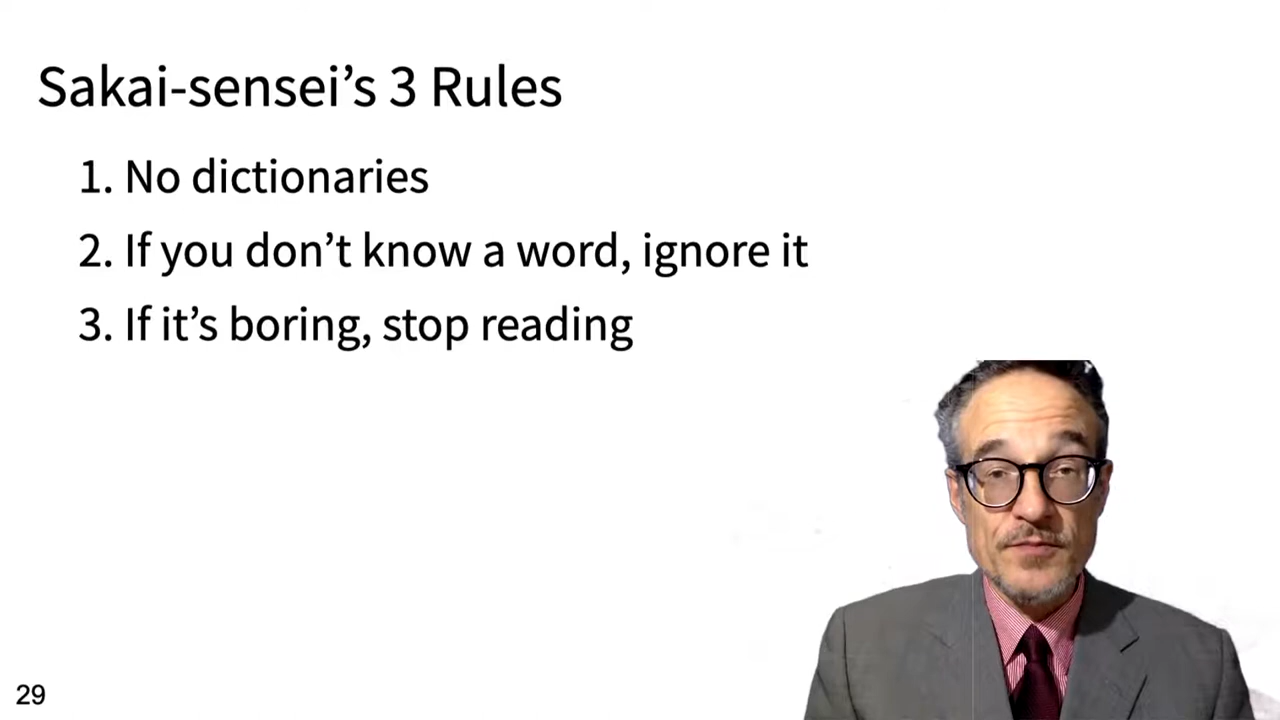 Sakai-sensei’s 3 Rules
1. No dictionaries
2. If you don’t know a word, ignore it
3. If it’s boring, stop reading
29